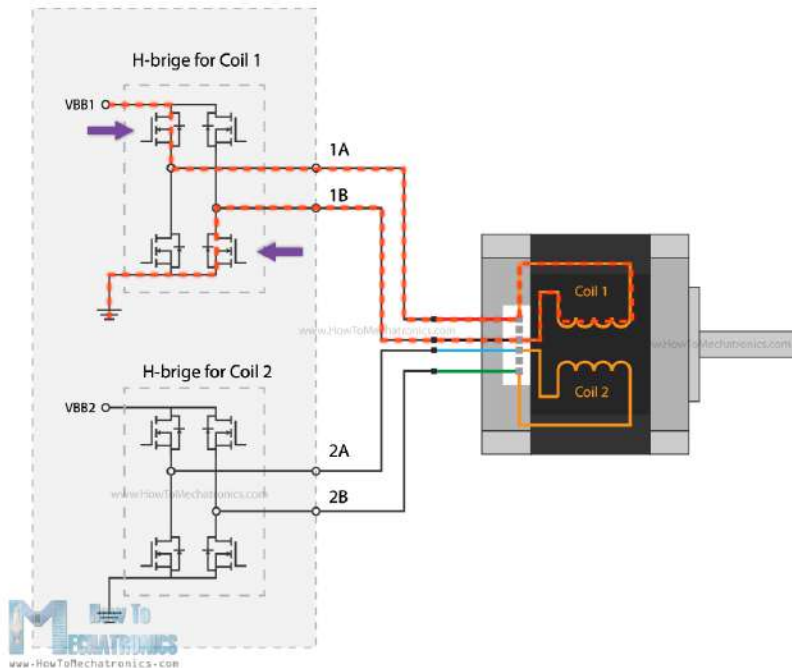 H-brige for Coil 1
VBB1
1A
1B
Coil 1
www.HowToMechatronics.com
www.HowToMechatronics.com
H-brige for Coil 2
Coil 2
VBB2
2A
www.HowToMechatronics.com
2B
How To
MECHATRONICS
www.HowToMechatronics.com